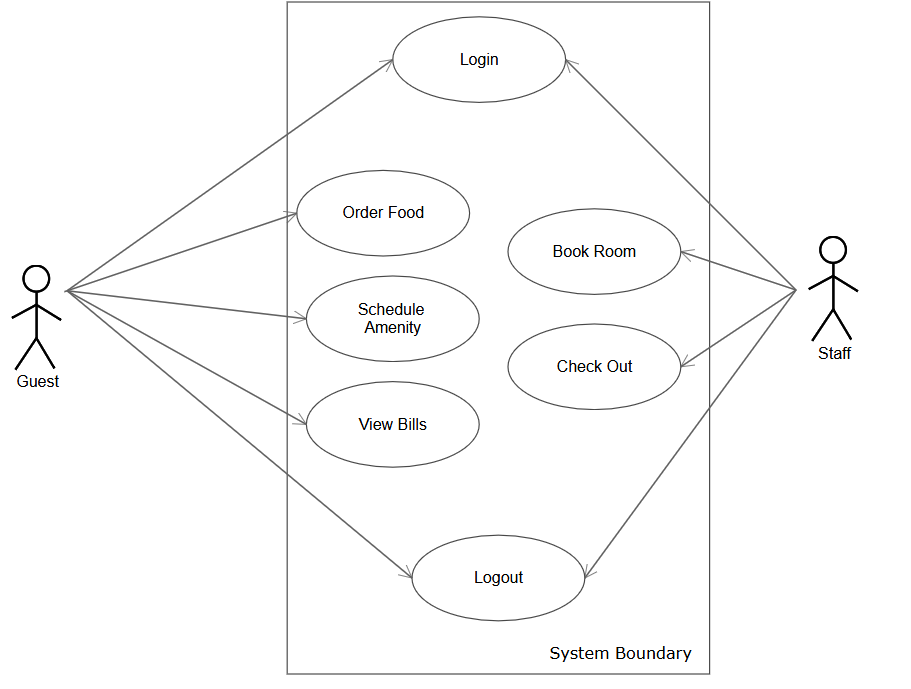 Login
Order Food
Book Room
Schedule
Amenity
Staff
Check Out
Guest
View Bills
Logout
System Boundary